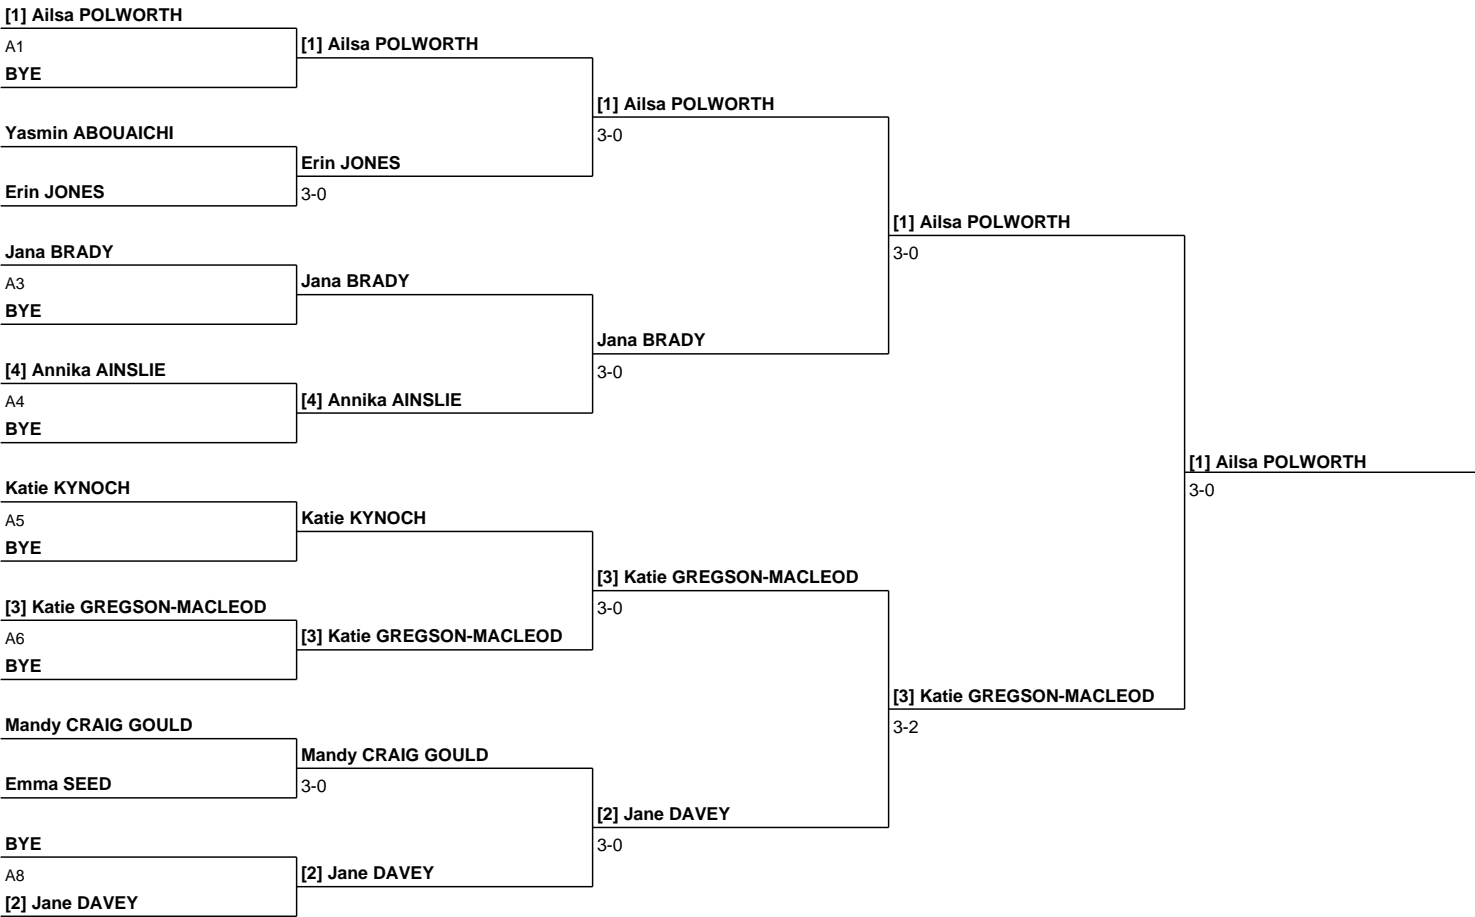 [1] Ailsa POLWORTH
A1
BYE
Yasmin ABOUAICHI
Erin JONES
Jana BRADY
A3
BYE
[4] Annika AINSLIE
A4
BYE
Katie KYNOCH
A5
BYE
[3] Katie GREGSON-MACLEOD
A6
BYE
Mandy CRAIG GOULD
Emma SEED
BYE
A8
[2] Jane DAVEY
[1] Ailsa POLWORTH
Erin JONES
3-0
Jana BRADY
[4] Annika AINSLIE
Katie KYNOCH
[3] Katie GREGSON-MACLEOD
Mandy CRAIG GOULD
3-0
[2] Jane DAVEY
[1] Ailsa POLWORTH
3-0
Jana BRADY
3-0
[3] Katie GREGSON-MACLEOD
3-0
[2] Jane DAVEY
3-0
[1] Ailsa POLWORTH
3-0
[3] Katie GREGSON-MACLEOD
3-2
[1] Ailsa POLWORTH
3-0